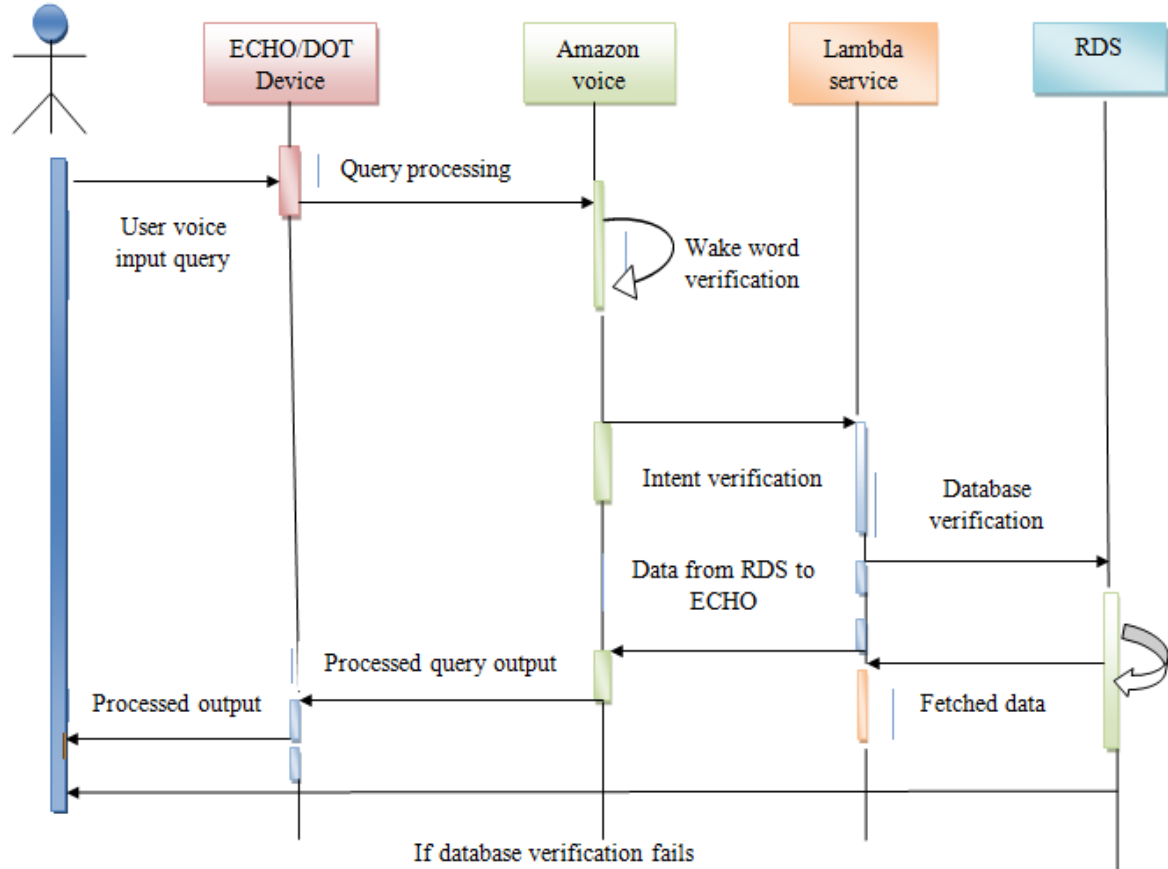 ECHO/DOT
Device
Amazon
voice
Lambda
service
RDS
Query processing
User voice
input query
Wake word
verification
Intent verification
Database
verification
Data from RDS to
ECHO
Processed query output
Processed output
Fetched data
If database verification fails